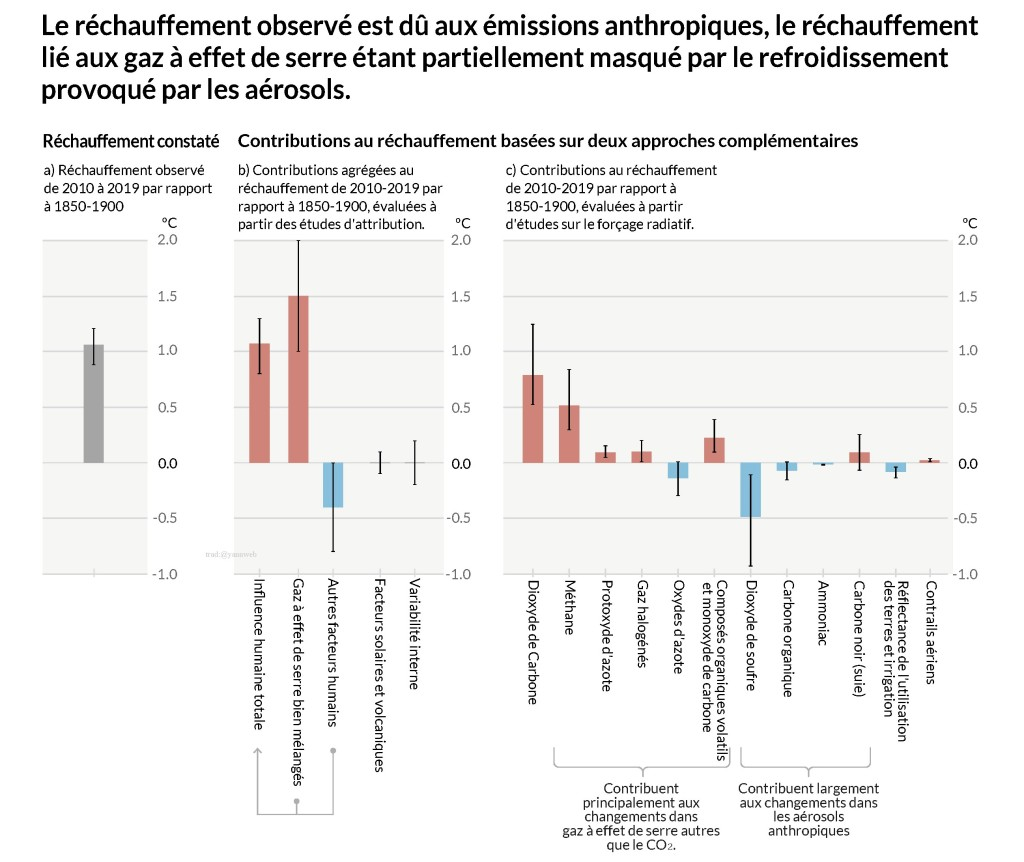 Le réchauffement observé est dû aux émissions anthropiques, le réchauffement
lié aux gaz à effet de serre étant partiellement masqué par le refroidissement
provoqué par les aérosols.
Réchauffement constaté
Contributions au réchauffement basées sur deux approches complémentaires
a) Réchauffement observé
de 2010 à 2019 par rapport
à 1850-1900
°C
2.0
1.5
1.0
0.5
0.0
-0.5
-1.0
b) Contributions agrégées au
réchauffement de 2010-2019 par
rapport à 1850-1900, évaluées à
partir des études d'attribution.
°C
2.0
1.5
1.0
0.5
0.0
-0.5
-1.0
trad:@yannweb
Influence humaine totale
Gaz à effet de serre bien mélangés
Autres facteurs humains
Facteurs solaires et volcaniques
Variabilité interne
c) Contributions au réchauffement
de 2010-2019 par rapport à
1850-1900, évaluées à partir
d'études sur le forçage radiatif.
°C
2.0
1.5
1.0
0.5
0.0
-0.5
-1.0
Dioxyde de Carbone
Méthane
Protoxyde d'azote
Gaz halogénés
Oxydes d'azote
Composés organiques volatils
et monoxyde de carbone
Dioxyde de soufre
Carbone organique
Ammoniac
Carbone noir (suie)
Réflectance de l'utilisation
des terres et irrigation
Contrails aériens
Contribuent
principalement aux
changements dans
gaz à effet de serre autres
que le CO₂.
Contribuent largement
aux changements dans
les aérosols
anthropiques